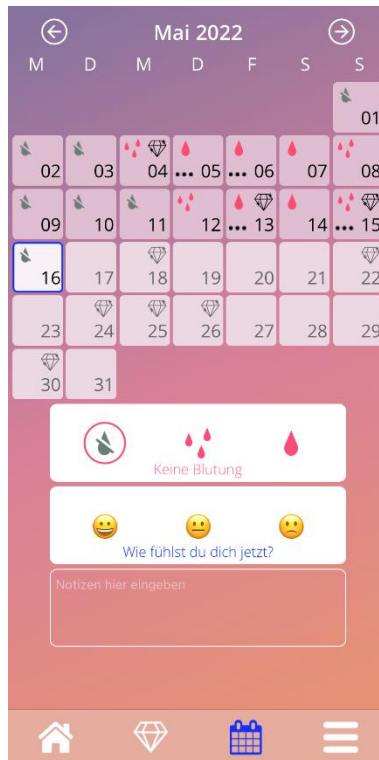 Mai 2022
M D M D F S S
01
02 03 04 ... 05 ... 06 07 08
09 10 11 12 ... 13 14 ... 15
16 17 18 19 20 21 22
23 24 25 26 27 28 29
30 31
Keine Blutung
Wie fühlst du dich jetzt?
Notizen hier eingeben